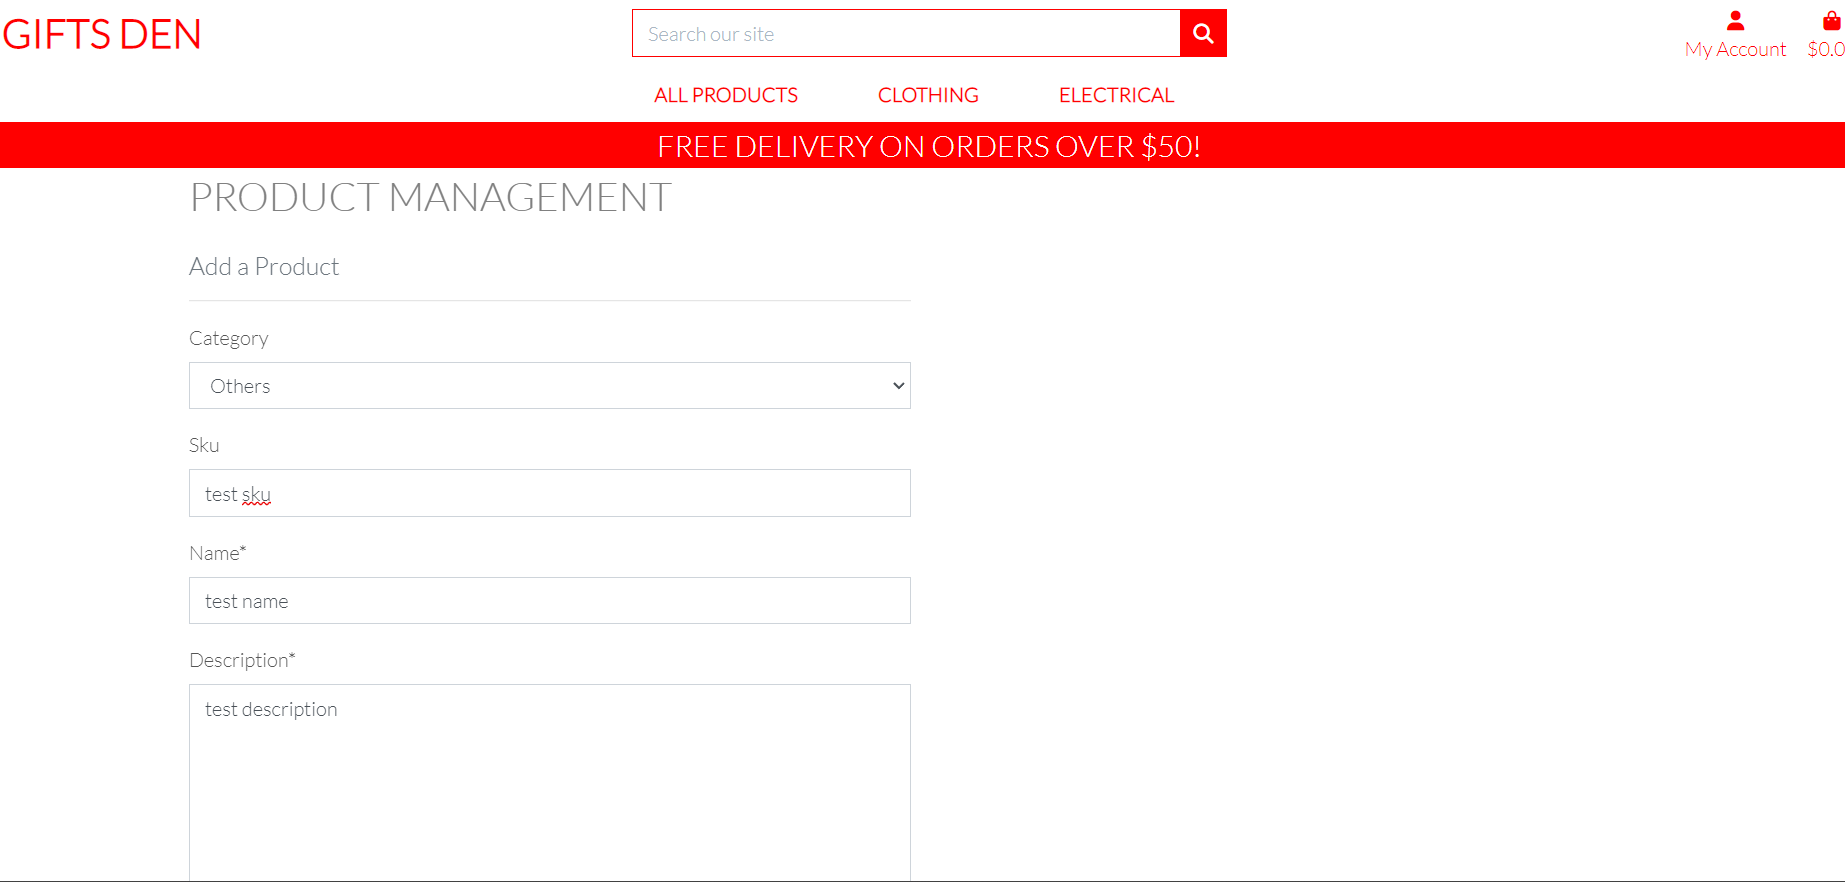 GIFTS DEN
Search our site
My Account
$0.0
ALL PRODUCTS CLOTHING ELECTRICAL
FREE DELIVERY ON ORDERS OVER $50!
PRODUCT MANAGEMENT
Add a Product
Category
Others
Sku
test sku
Name*
test name
Description*
test description